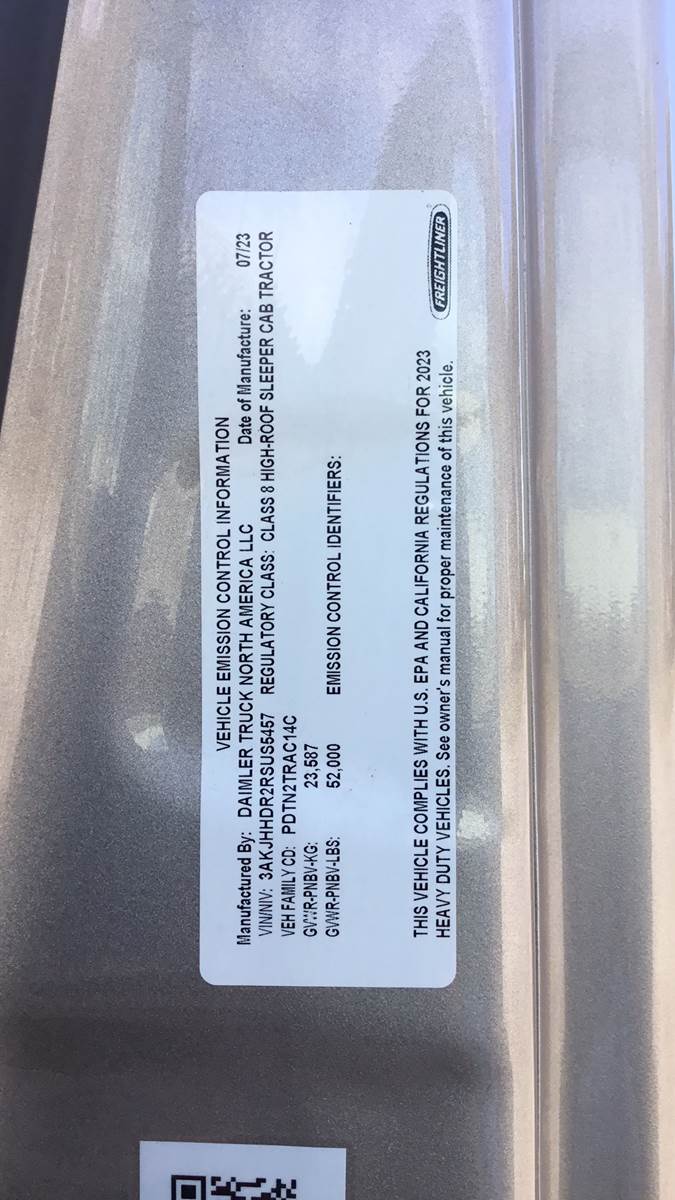 VEHICLE EMISSION CONTROL INFORMATION
Manufactured By: DAIMLER TRUCK NORTH AMERICA LLC Date of Manufacture: 07/23
VIN/NIV: 3AKJHHDR2RSUS5457 REGULATORY CLASS: CLASS 8 HIGH-ROOF SLEEPER CAB TRACTOR
VEH FAMILY CD: PDTN2TRAC14C
GVWR-PNBV-KG: 23,587
GVWR-PNBV-LBS: 52,000 EMISSION CONTROL IDENTIFIERS:
THIS VEHICLE COMPLIES WITH U.S. EPA AND CALIFORNIA REGULATIONS FOR 2023
HEAVY DUTY VEHICLES. See owner's manual for proper maintenance of this vehicle.
FREIGHTLINER